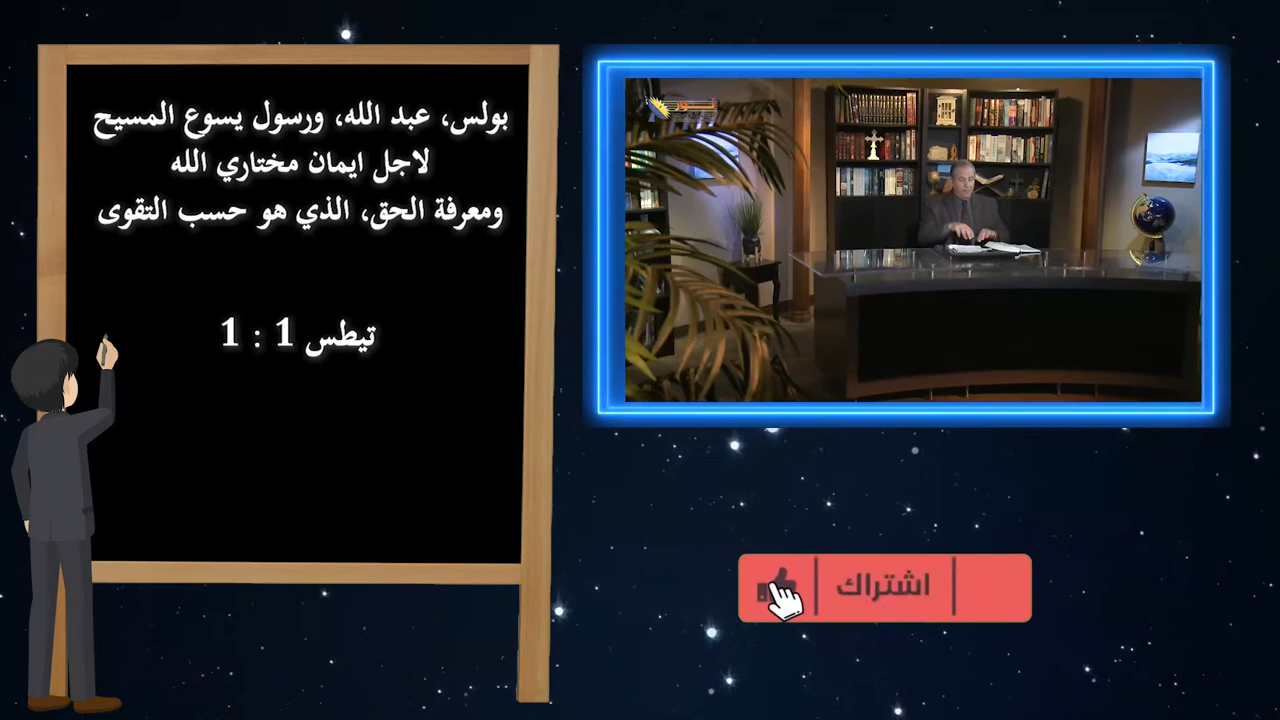 بولس، عبد الله، ورسول يسوع المسيح
لاجل ايمان مختاري الله
ومعرفة الحق، الذي هو حسب التقوى
تيطس 1 : 1
اشتراك